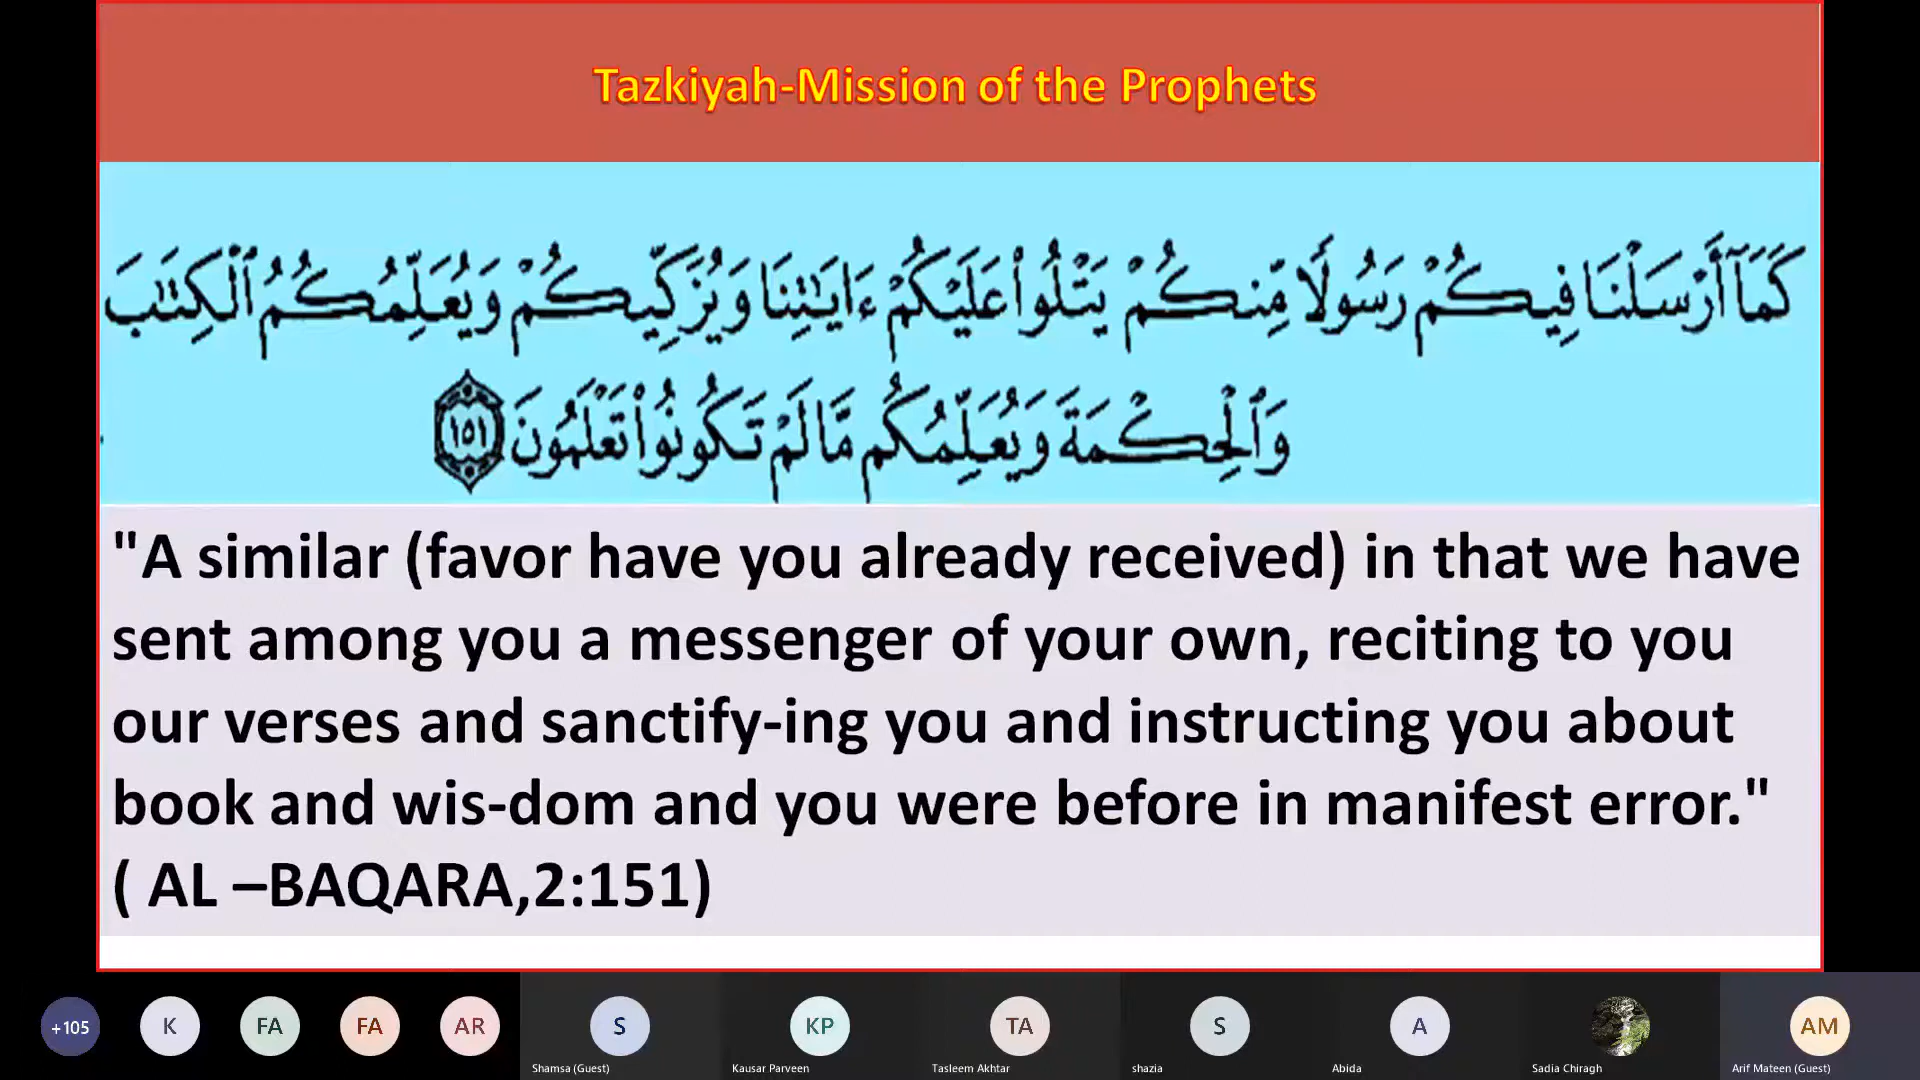 Tazkiyah-Mission of the Prophets
كَمَآ أَرْسَلْنَا فِيكُمْ رَسُولًا مِّنكُمْ يَتْلُوا۟ عَلَيْكُمْ ءَايَـٰتِنَا وَيُزَكِّيكُمْ وَيُعَلِّمُكُمُ ٱلْكِتَـٰبَ
وَٱلْحِكْمَةَ وَيُعَلِّمُكُم مَّا لَمْ تَكُونُوا۟ تَعْلَمُونَ ١٥١
"A similar (favor have you already received) in that we have
sent among you a messenger of your own, reciting to you
our verses and sanctify-ing you and instructing you about
book and wis-dom and you were before in manifest error."
( AL –BAQARA,2:151)
+105 K FA FA AR S KP TA S A AM
Shamsa (Guest) Kausar Parveen Tasleem Akhtar shazia Abida Sadia Chiragh Arif Mateen (Guest)